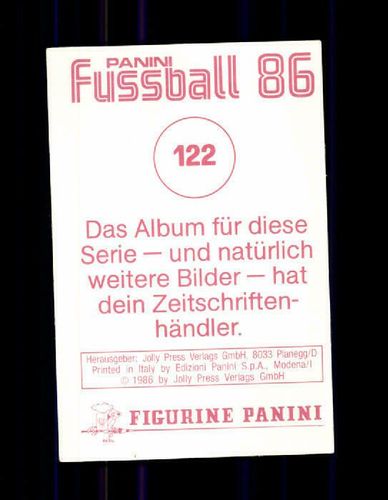 PANINI
Fussball 86
122
Das Album für diese
Serie — und natürlich
weitere Bilder — hat
dein Zeitschriften-
händler.
Herausgeber: Jolly Press Verlags GmbH, 8033 Planegg/D
Printed in Italy by Edizioni Panini S.p.A., Modena/I
© 1986 by Jolly Press Verlags GmbH
FIGURINE PANINI